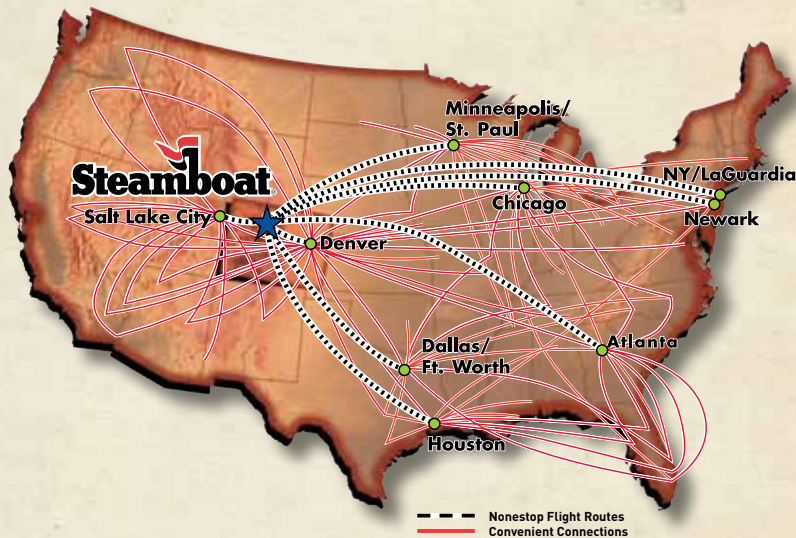 Minneapolis/
St. Paul
Steamboat®
NY/LaGuardia
Salt Lake City
Chicago
Newark
Denver
Dallas/
Ft. Worth
Atlanta
Houston
Nonestop Flight Routes
Convenient Connections